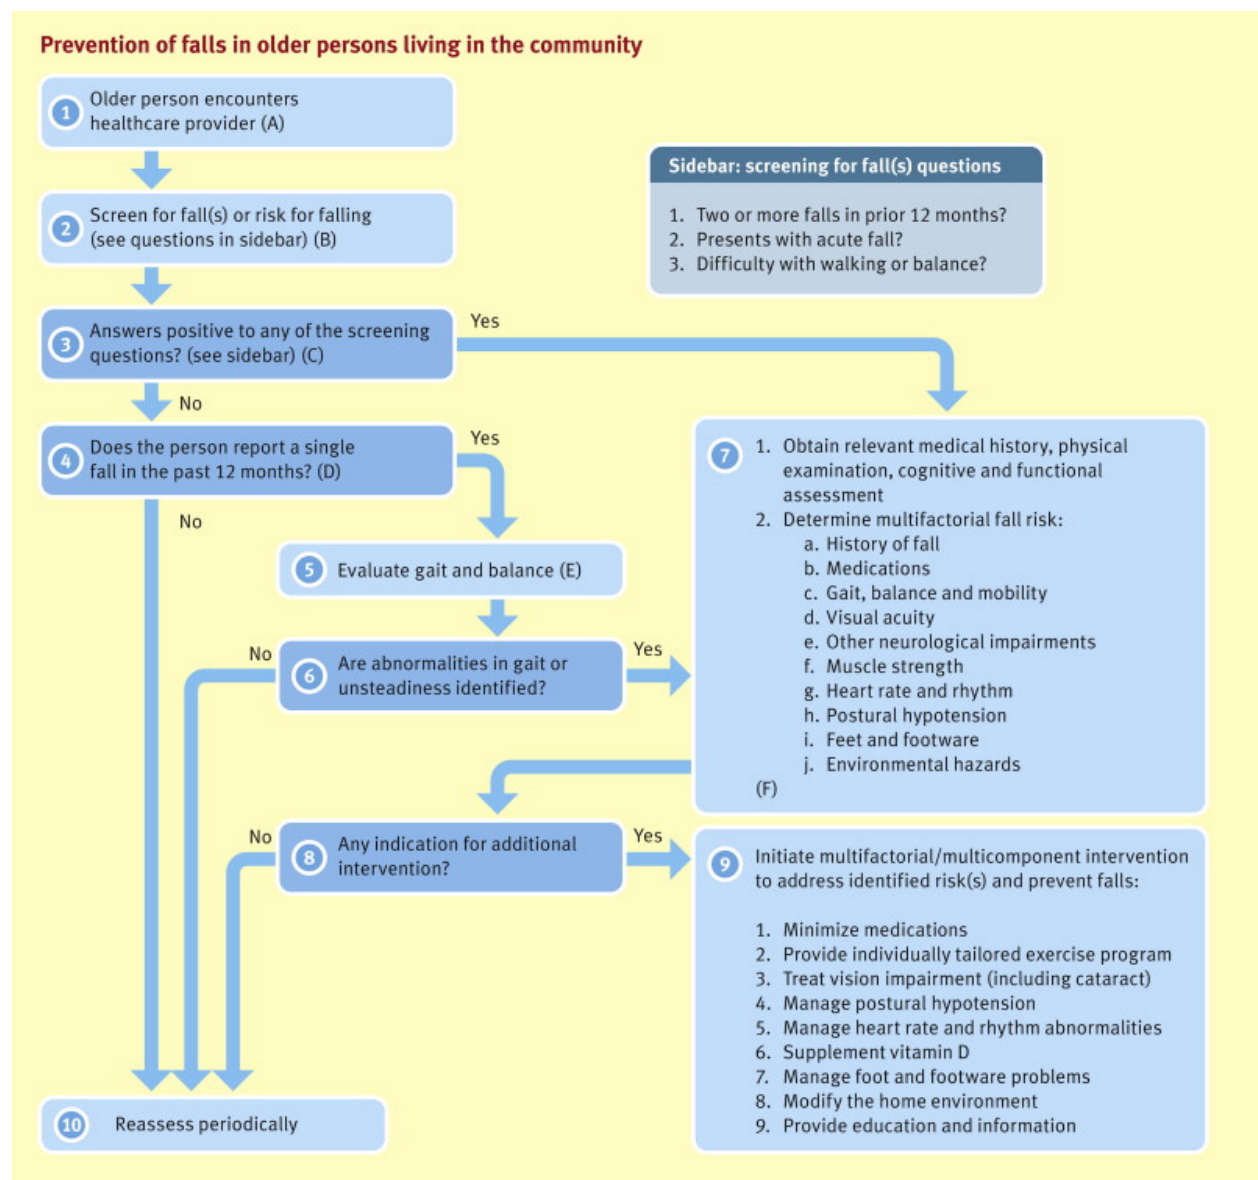 Prevention of falls in older persons living in the community
1
Older person encounters
healthcare provider (A)
Sidebar: screening for fall(s) questions
1. Two or more falls in prior 12 months?
2. Presents with acute fall?
3. Difficulty with walking or balance?
2
Screen for fall(s) or risk for falling
(see questions in sidebar) (B)
3
Answers positive to any of the screening
questions? (see sidebar) (C)
Yes
No
4
Does the person report a single
fall in the past 12 months? (D)
Yes
No
5
Evaluate gait and balance (E)
6
Are abnormalities in gait or
unsteadiness identified?
No
Yes
7
1. Obtain relevant medical history, physical
examination, cognitive and functional
assessment
2. Determine multifactorial fall risk:
a. History of fall
b. Medications
c. Gait, balance and mobility
d. Visual acuity
e. Other neurological impairments
f. Muscle strength
g. Heart rate and rhythm
h. Postural hypotension
i. Feet and footware
j. Environmental hazards
(F)
8
Any indication for additional
intervention?
No
Yes
9
Initiate multifactorial/multicomponent intervention
to address identified risk(s) and prevent falls:
1. Minimize medications
2. Provide individually tailored exercise program
3. Treat vision impairment (including cataract)
4. Manage postural hypotension
5. Manage heart rate and rhythm abnormalities
6. Supplement vitamin D
7. Manage foot and footware problems
8. Modify the home environment
9. Provide education and information
10
Reassess periodically